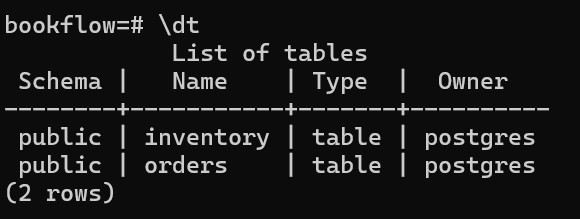 bookflow=# \dt
            List of tables
 Schema |   Name    | Type  |  Owner
--------+-----------+-------+----------
 public | inventory | table | postgres
 public | orders    | table | postgres
(2 rows)